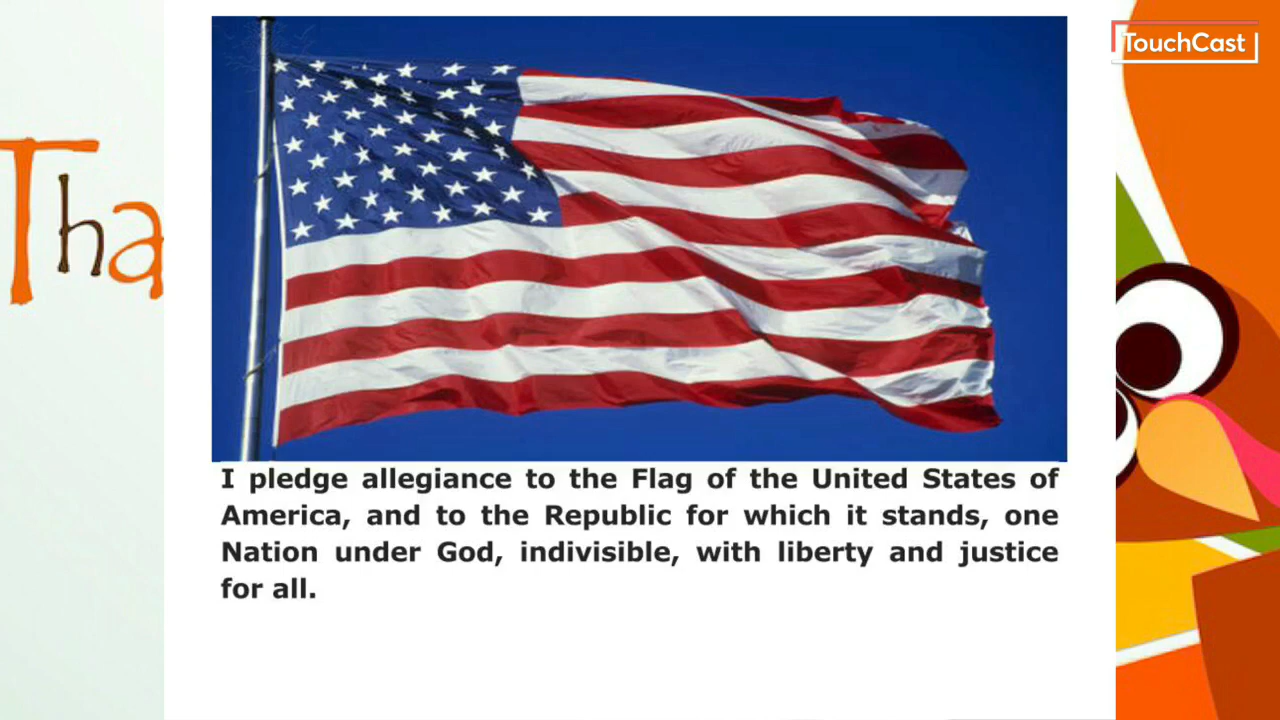 TouchCast
Tha
I pledge allegiance to the Flag of the United States of
America, and to the Republic for which it stands, one
Nation under God, indivisible, with liberty and justice
for all.